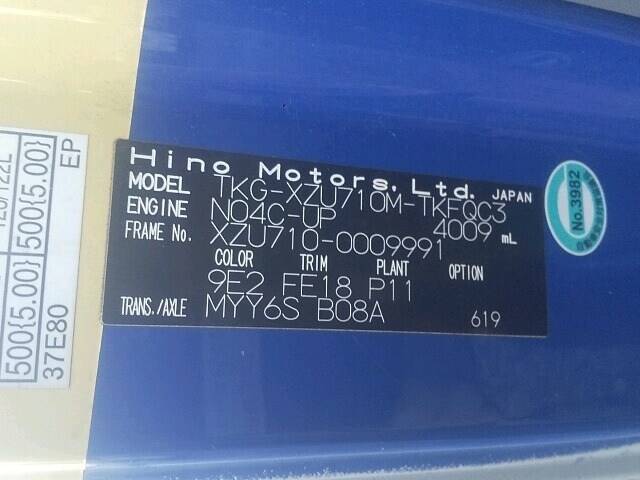 Hino Motors, Ltd. JAPAN
MODEL TKG-XZU710M-TKFQC3
ENGINE N04C-UP 4009 mL
FRAME No. XZU710-0009991
COLOR TRIM PLANT OPTION
9E2 FE18 P11
TRANS./AXLE MYY6S B08A 619
No.3982
500{5.00} 500{5.00} EP
37E80